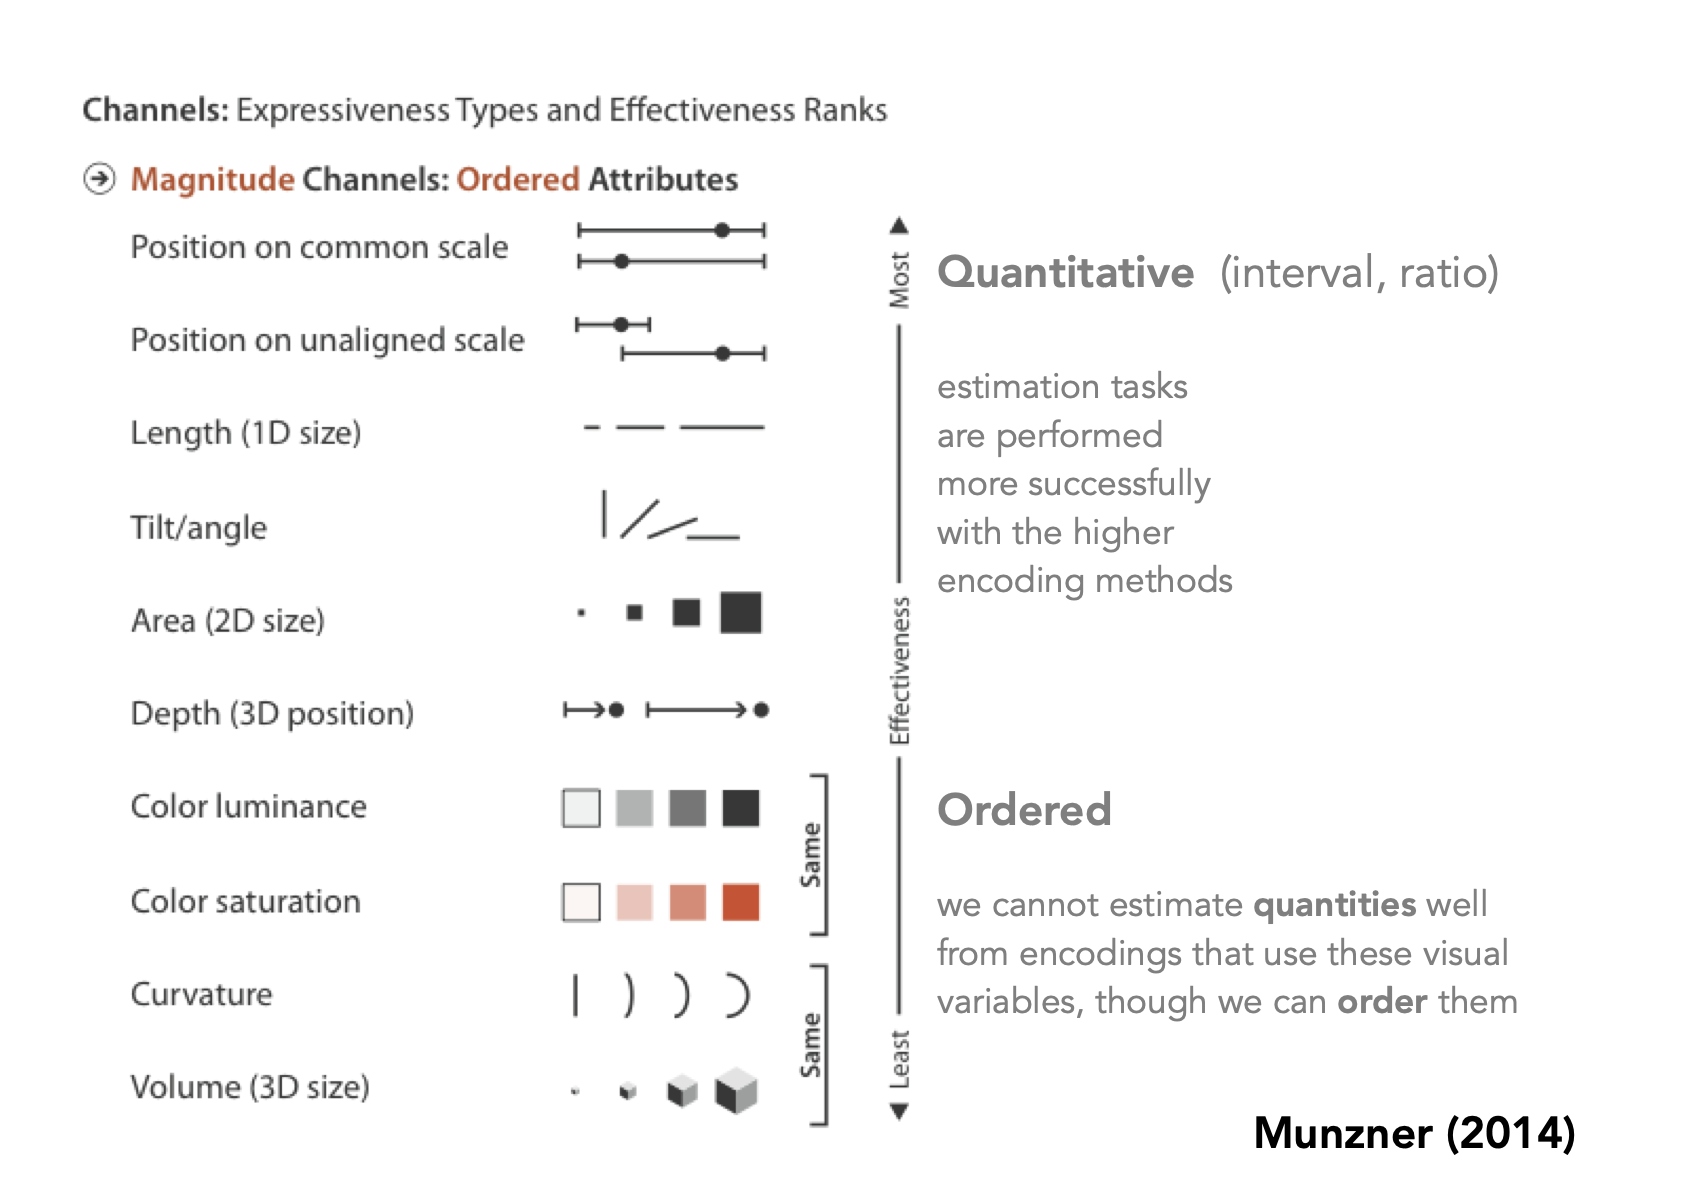 Channels: Expressiveness Types and Effectiveness Ranks
Magnitude Channels: Ordered Attributes
Position on common scale
Position on unaligned scale
Length (1D size)
Tilt/angle
Area (2D size)
Depth (3D position)
Color luminance
Color saturation
Curvature
Volume (3D size)
Same
Same
Most
Effectiveness
Least
Quantitative (interval, ratio)
estimation tasks
are performed
more successfully
with the higher
encoding methods
Ordered
we cannot estimate quantities well
from encodings that use these visual
variables, though we can order them
Munzner (2014)